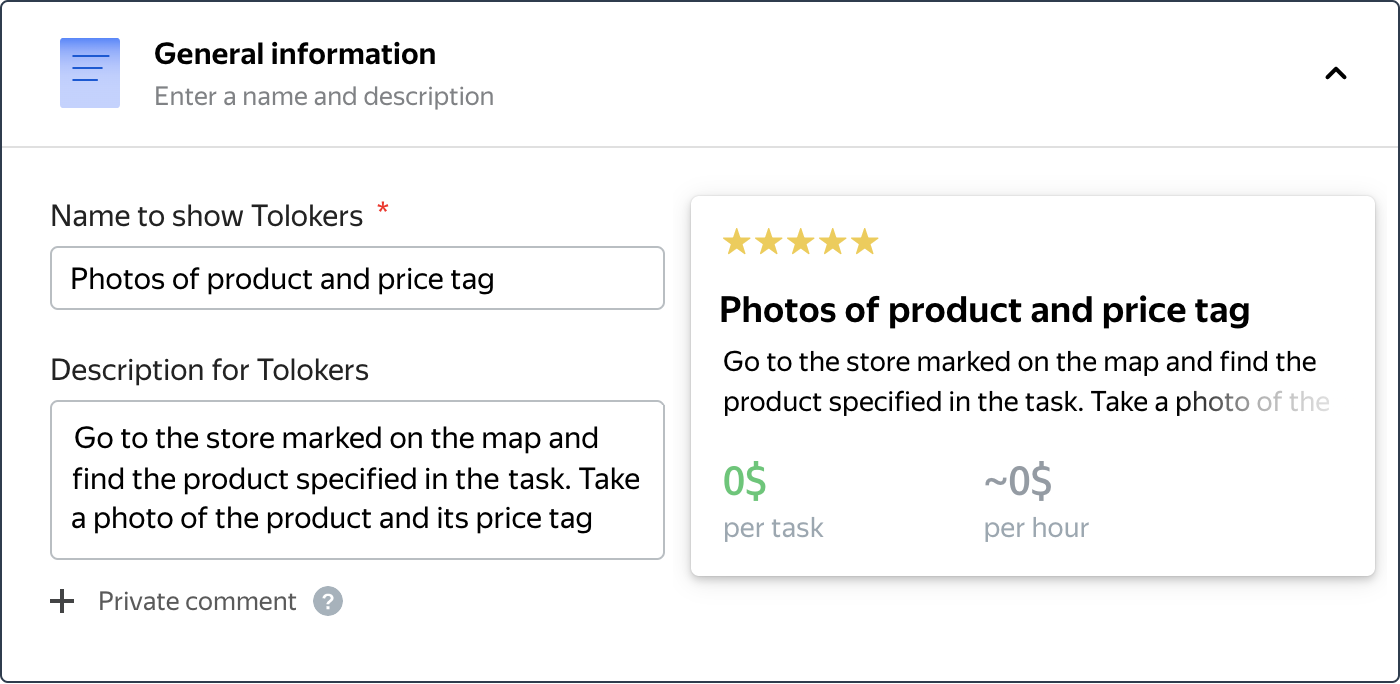 General information
Enter a name and description
Name to show Tolokers *
Photos of product and price tag
Description for Tolokers
Go to the store marked on the map and
find the product specified in the task. Take
a photo of the product and its price tag
+ Private comment ?
Photos of product and price tag
Go to the store marked on the map and find the
product specified in the task. Take a photo of the
0$
per task
~0$
per hour